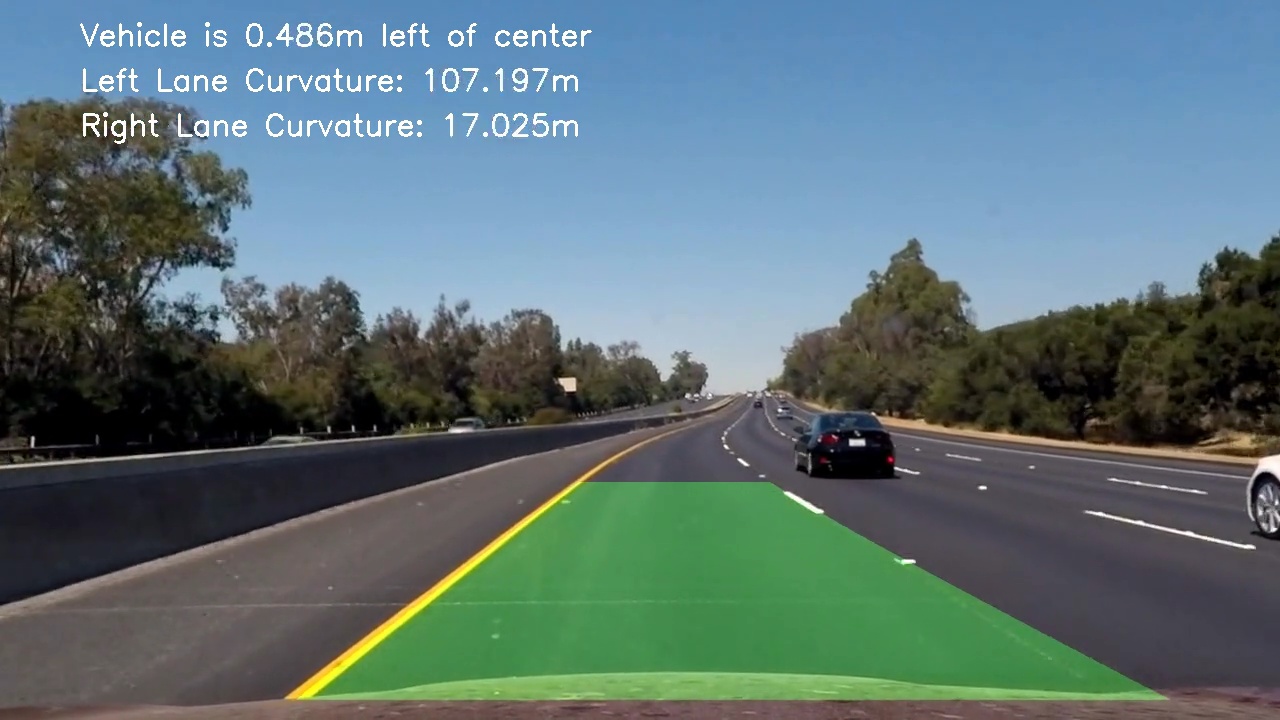 Vehicle is 0.486m left of center
Left Lane Curvature: 107.197m
Right Lane Curvature: 17.025m